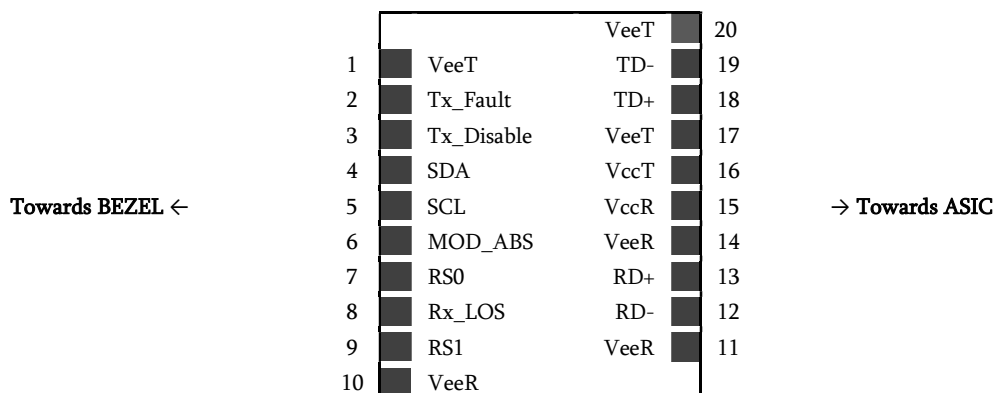 VeeT 20
1 VeeT TD- 19
2 Tx_Fault TD+ 18
3 Tx_Disable VeeT 17
4 SDA VccT 16
Towards BEZEL ← 5 SCL VccR 15 → Towards ASIC
6 MOD_ABS VeeR 14
7 RS0 RD+ 13
8 Rx_LOS RD- 12
9 RS1 VeeR 11
10 VeeR